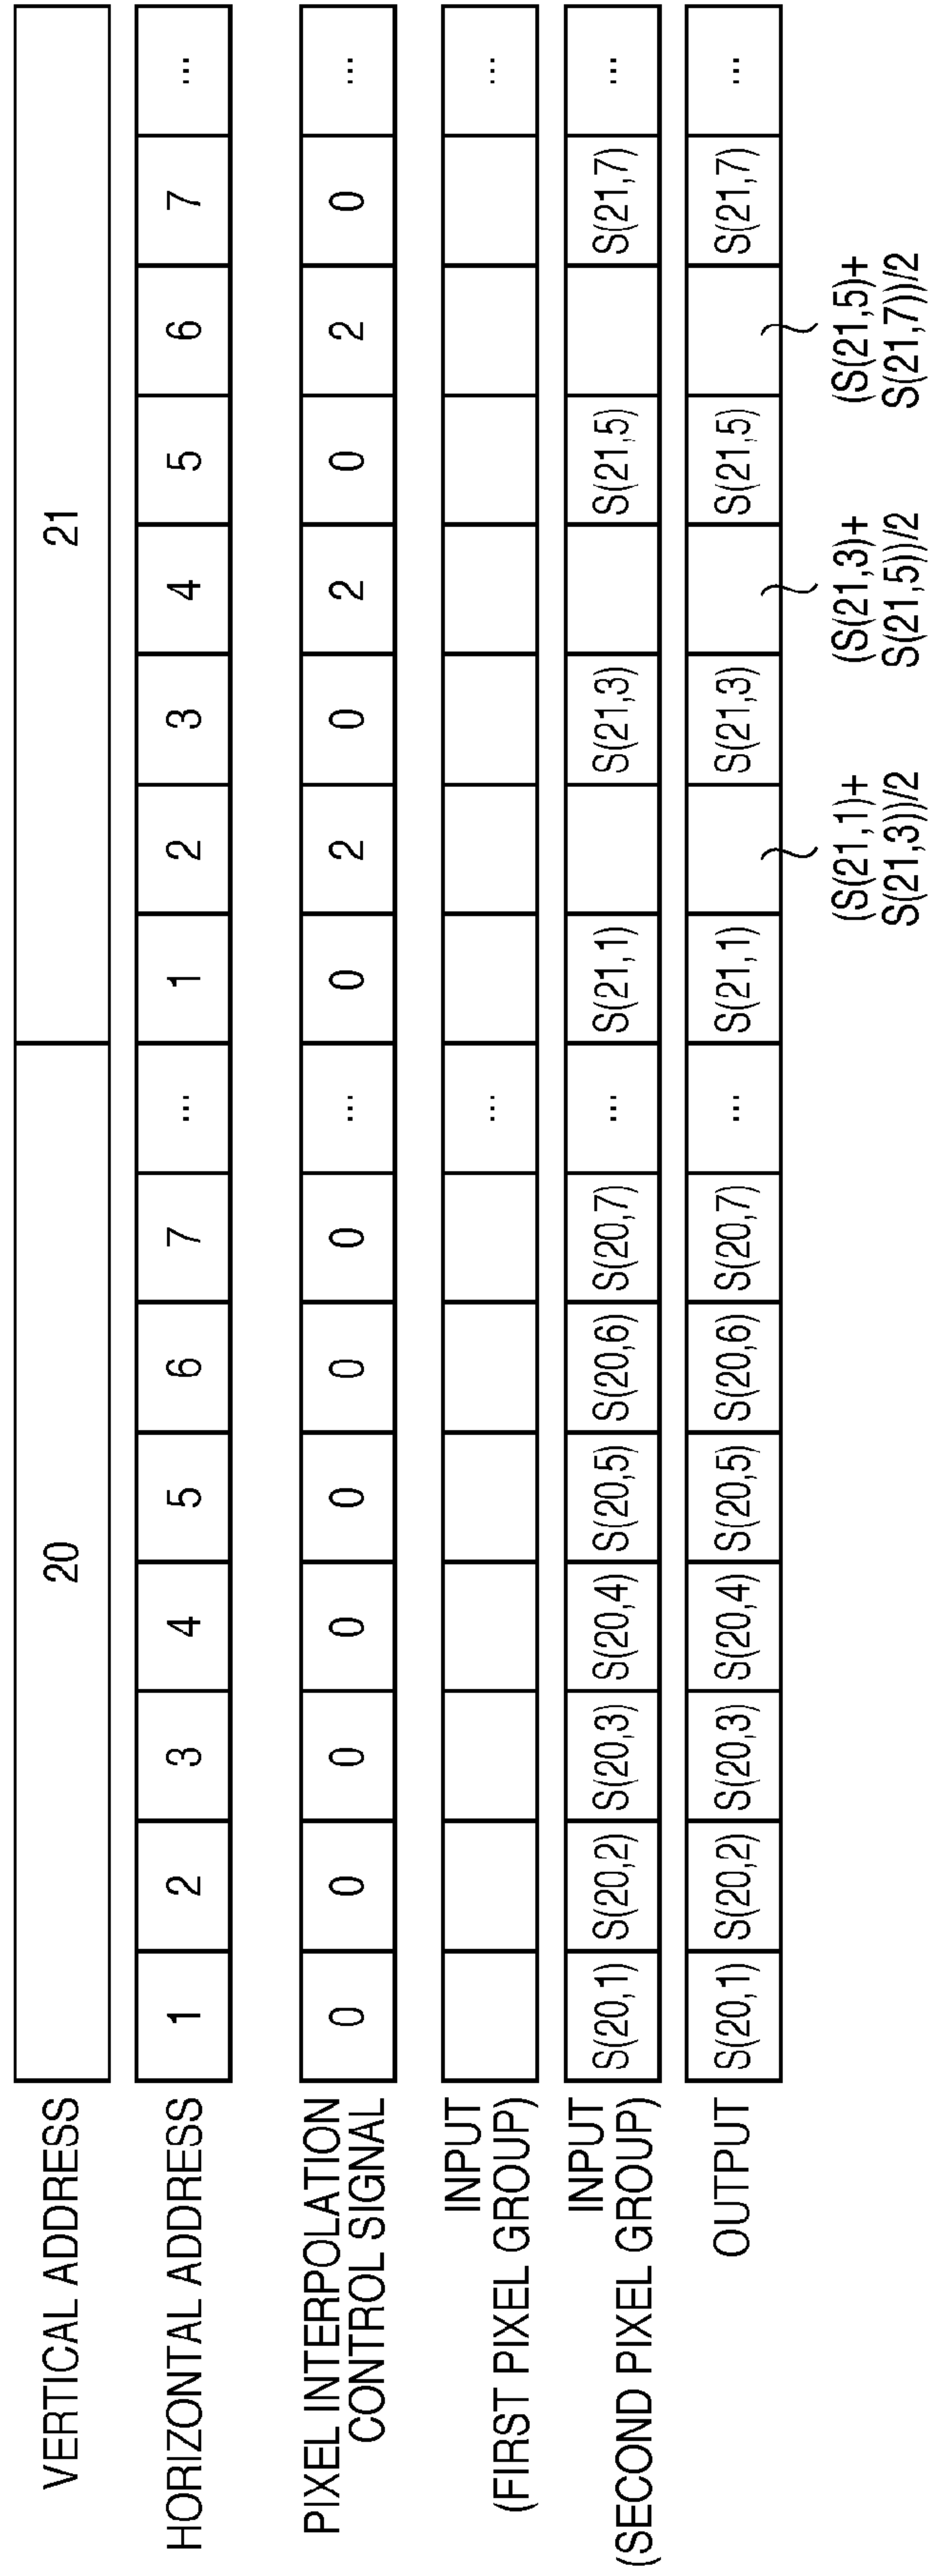 VERTICAL ADDRESS 20 21
HORIZONTAL ADDRESS 1 2 3 4 5 6 7 ... 1 2 3 4 5 6 7 ...
PIXEL INTERPOLATION
CONTROL SIGNAL 0 0 0 0 0 0 0 ... 0 2 0 2 0 2 0 ...
INPUT
(FIRST PIXEL GROUP) ... ...
INPUT
(SECOND PIXEL GROUP) S(20,1) S(20,2) S(20,3) S(20,4) S(20,5) S(20,6) S(20,7) ... S(21,1) S(21,3) S(21,5) S(21,7) ...
OUTPUT S(20,1) S(20,2) S(20,3) S(20,4) S(20,5) S(20,6) S(20,7) ... S(21,1) S(21,3) S(21,5) S(21,7) ...
(S(21,1)+
S(21,3))/2
(S(21,3)+
S(21,5))/2
(S(21,5)+
S(21,7))/2